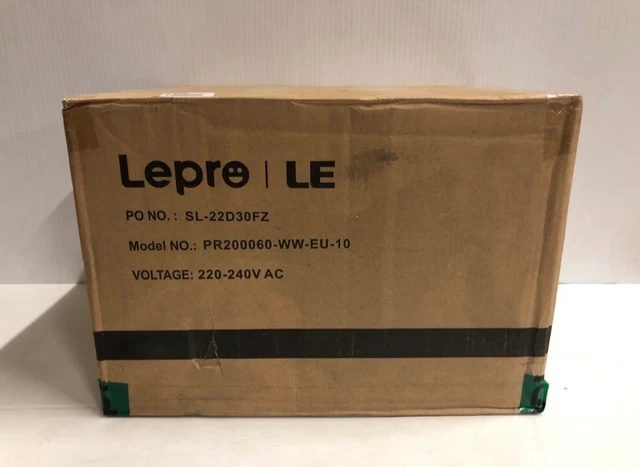 Lepro | LE
PO NO. : SL-22D30FZ
Model NO.: PR200060-WW-EU-10
VOLTAGE: 220-240V AC